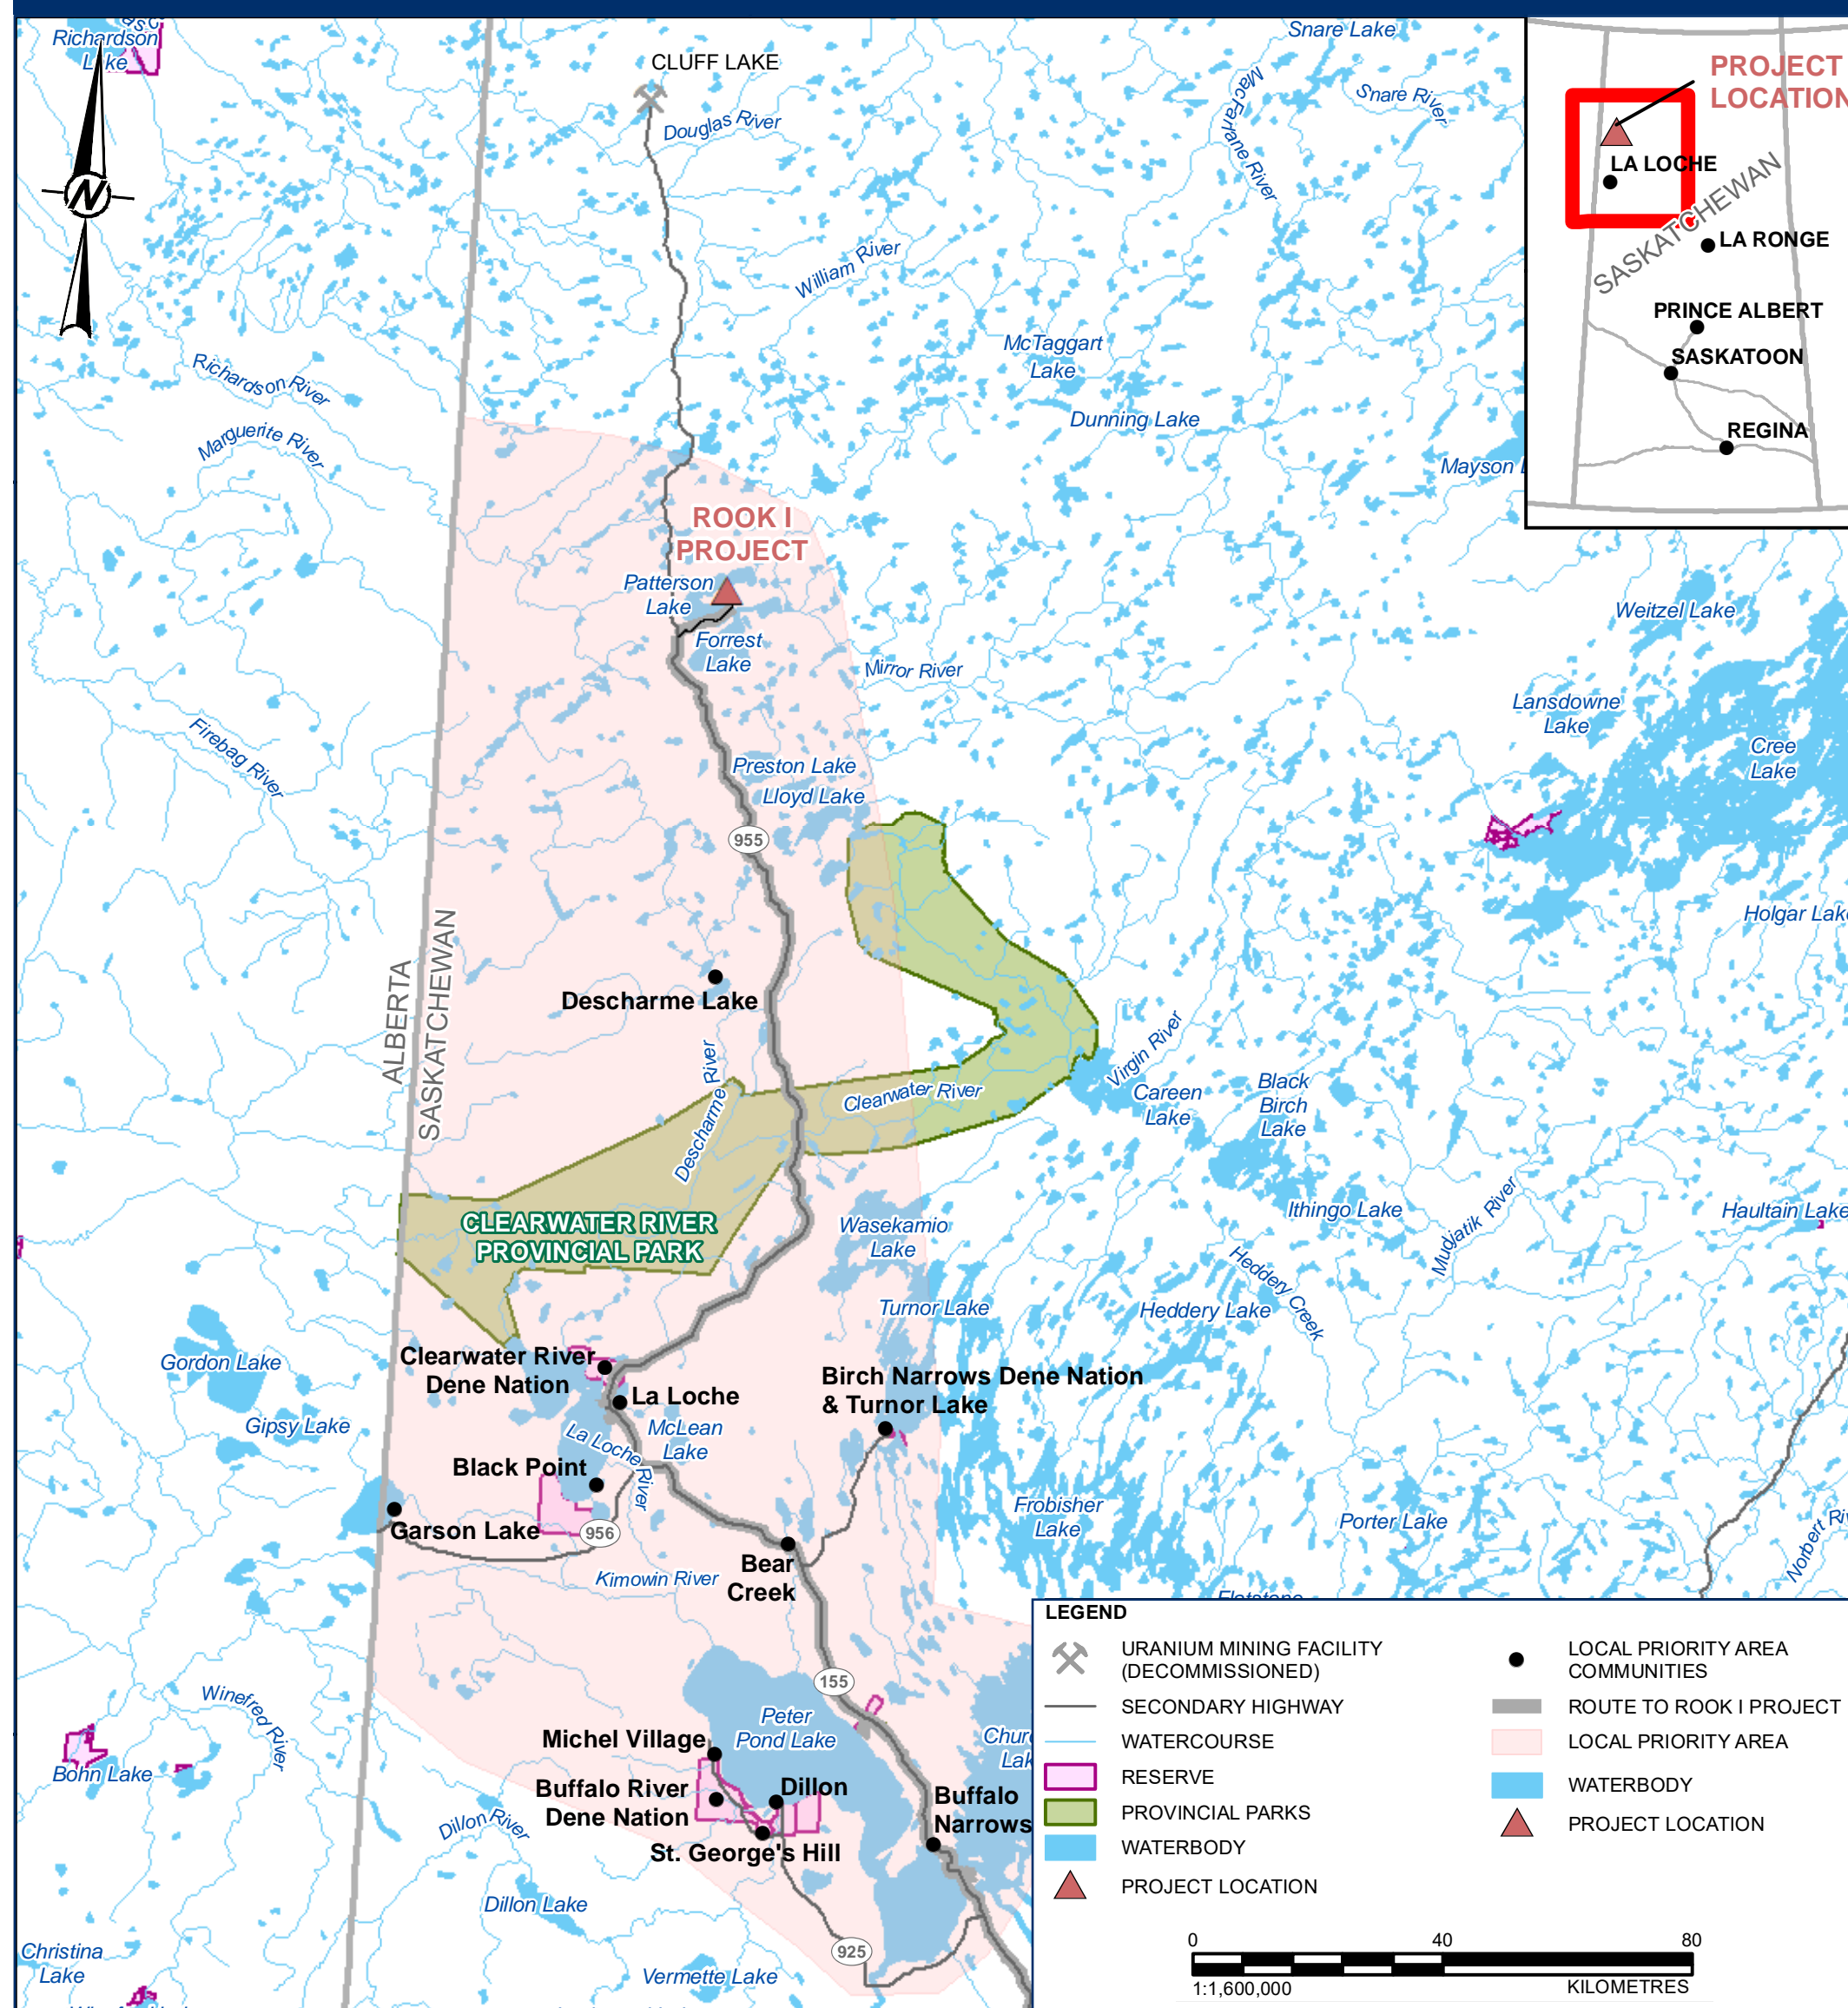 Richardson
CLUFF LAKE
Douglas River
Snare Lake
MacFarlane River
Snare River
William River
McTaggart
Lake
Dunning Lake
Richardson River
Marguerite River
N
PROJECT
LOCATION
LA LOCHE
SASKATCHEWAN
LA RONGE
PRINCE ALBERT
SASKATOON
REGINA
ROOK I
PROJECT
Patterson
Lake
Forrest
Lake
Mirror River
Weitzel Lake
Lansdowne
Lake
Cree
Lake
Firebag River
Preston Lake
Lloyd Lake
955
Mayson
Holgar
ALBERTA
SASKATCHEWAN
Descharme Lake
Descharme River
Clearwater River
Virgin River
Careen
Lake
Black
Birch
Lake
CLEARWATER RIVER
PROVINCIAL PARK
Wasekamio
Lake
Ithingo Lake
Mudjatik River
Haultain Lake
Turnor Lake
Heddery Lake
Heddery Creek
Gordon Lake
Gipsy Lake
Clearwater River
Dene Nation
La Loche
McLean
Lake
La Loche River
Birch Narrows Dene Nation
& Turnor Lake
Black Point
Garson Lake
956
Kimowin River
Bear
Creek
Frobisher
Lake
Porter Lake
Norbert
155
Winefred River
Bohn Lake
Peter
Pond Lake
Michel Village
Buffalo River
Dene Nation
Dillon
St. George's Hill
Buffalo
Narrows
Dillon River
Dillon Lake
Vermette Lake
925
Christina
Lake
LEGEND
URANIUM MINING FACILITY
(DECOMMISSIONED)
SECONDARY HIGHWAY
WATERCOURSE
RESERVE
PROVINCIAL PARKS
WATERBODY
PROJECT LOCATION
LOCAL PRIORITY AREA
COMMUNITIES
ROUTE TO ROOK I PROJECT
LOCAL PRIORITY AREA
WATERBODY
PROJECT LOCATION
0 40 80
1:1,600,000 KILOMETRES